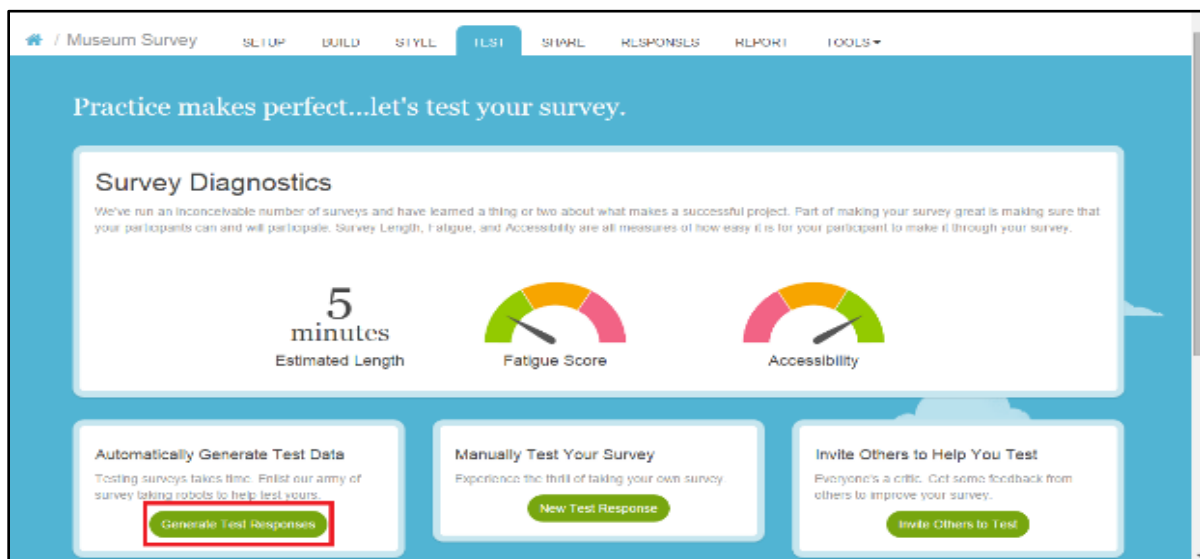 / Museum Survey SETUP BUILD STYLE TEST SHARE RESPONSES REPORT TOOLS
Practice makes perfect...let's test your survey.
Survey Diagnostics
We've run an inconceivable number of surveys and have learned a thing or two about what makes a successful project. Part of making your survey great is making sure that
your participants can and will participate. Survey Length, Fatigue, and Accessibility are all measures of how easy it is for your participant to make it through your survey.
5
minutes
Estimated Length
Fatigue Score
Accessibility
Automatically Generate Test Data
Testing surveys takes time. Enlist our army of
survey taking robots to help test yours.
Generate Test Responses
Manually Test Your Survey
Experience the thrill of taking your own survey
New Test Response
Invite Others to Help You Test
Everyone's a critic. Get some feedback from
others to improve your survey.
Invite Others to Test